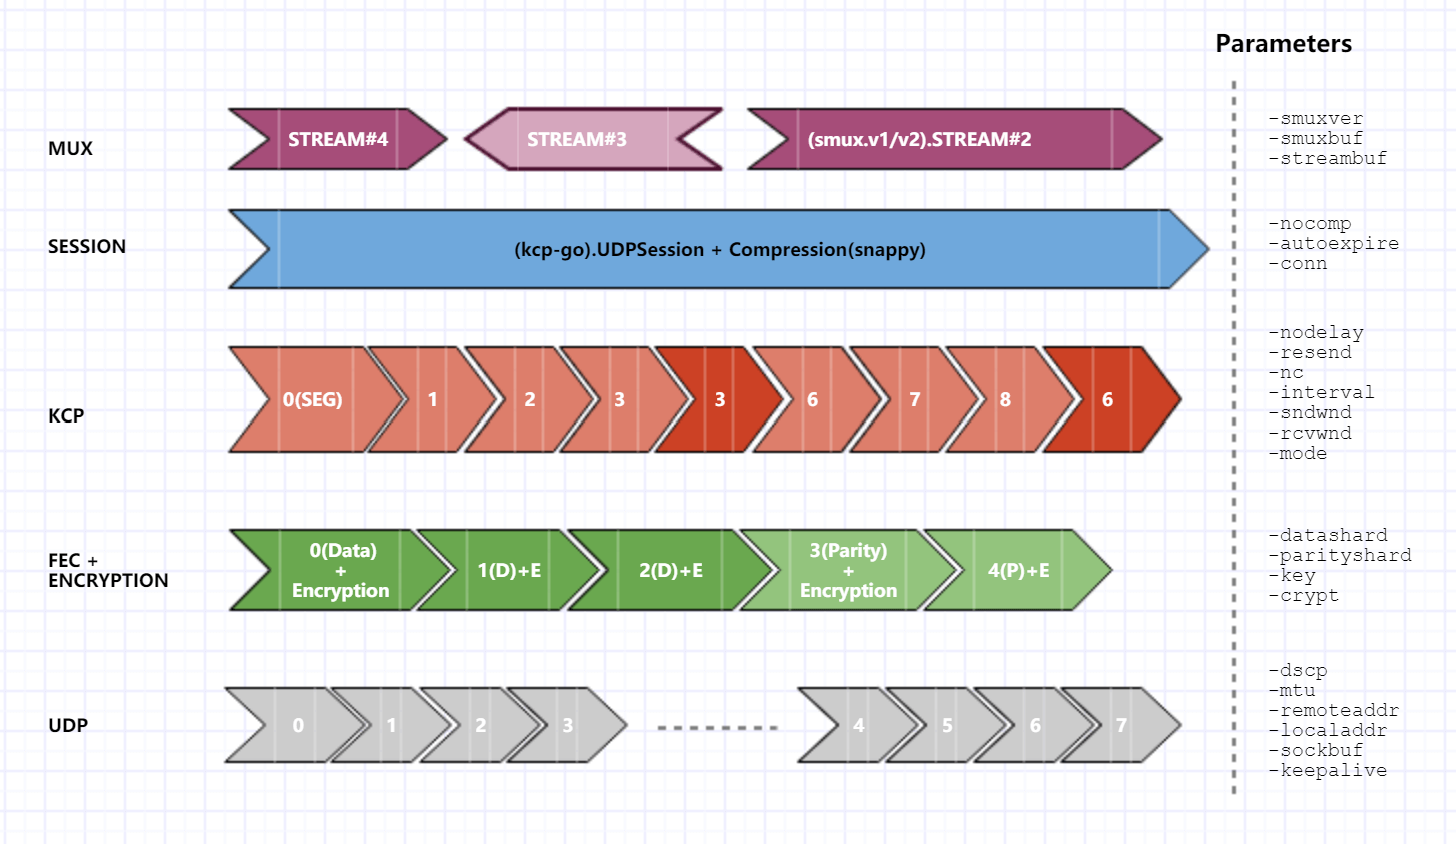 Parameters
MUX
STREAM#4
STREAM#3
(smux.v1/v2).STREAM#2
-smuxver
-smuxbuf
-streambuf
SESSION
(kcp-go).UDPSession + Compression(snappy)
-nocomp
-autoexpire
-conn
KCP
0(SEG)
1
2
3
3
6
7
8
6
-nodelay
-resend
-nc
-interval
-sndwnd
-rcvwnd
-mode
FEC +
ENCRYPTION
0(Data)
+
Encryption
1(D)+E
2(D)+E
3(Parity)
+
Encryption
4(P)+E
-datashard
-parityshard
-key
-crypt
UDP
0
1
2
3
4
5
6
7
-dscp
-mtu
-remoteaddr
-localaddr
-sockbuf
-keepalive